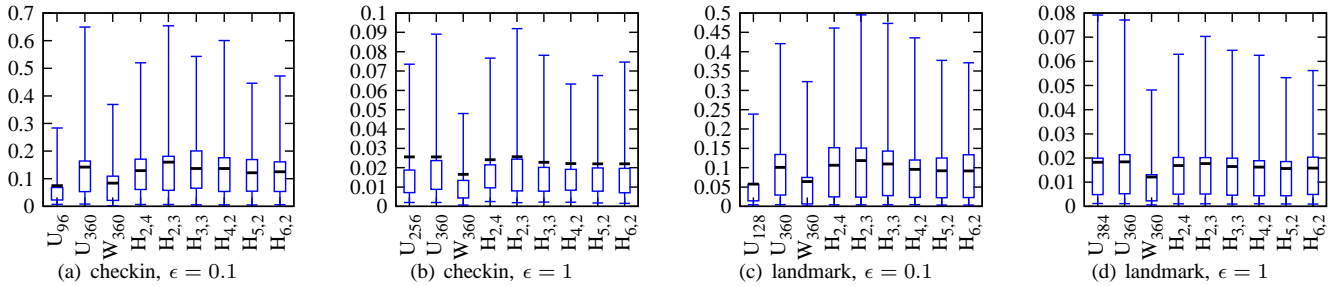 0.7
0.6
0.5
0.4
0.3
0.2
0.1
0
U96
U360
W360
H2,4
H2,3
H3,3
H4,2
H5,2
H6,2
(a) checkin, ϵ = 0.1
0.1
0.09
0.08
0.07
0.06
0.05
0.04
0.03
0.02
0.01
0
U256
U360
W360
H2,4
H2,3
H3,3
H4,2
H5,2
H6,2
(b) checkin, ϵ = 1
0.5
0.45
0.4
0.35
0.3
0.25
0.2
0.15
0.1
0.05
0
U128
U360
W360
H2,4
H2,3
H3,3
H4,2
H5,2
H6,2
(c) landmark, ϵ = 0.1
0.08
0.07
0.06
0.05
0.04
0.03
0.02
0.01
0
U384
U360
W360
H2,4
H2,3
H3,3
H4,2
H5,2
H6,2
(d) landmark, ϵ = 1